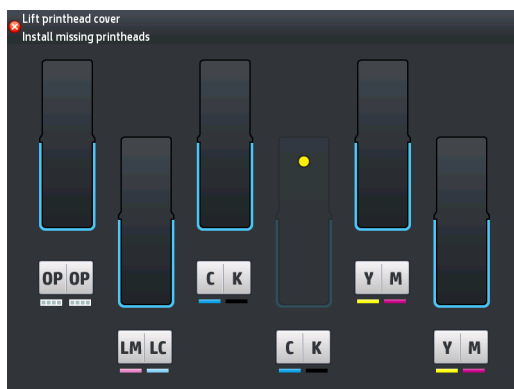 Lift printhead cover
Install missing printheads
OP OP
C K
Y M
LM LC
C K
Y M